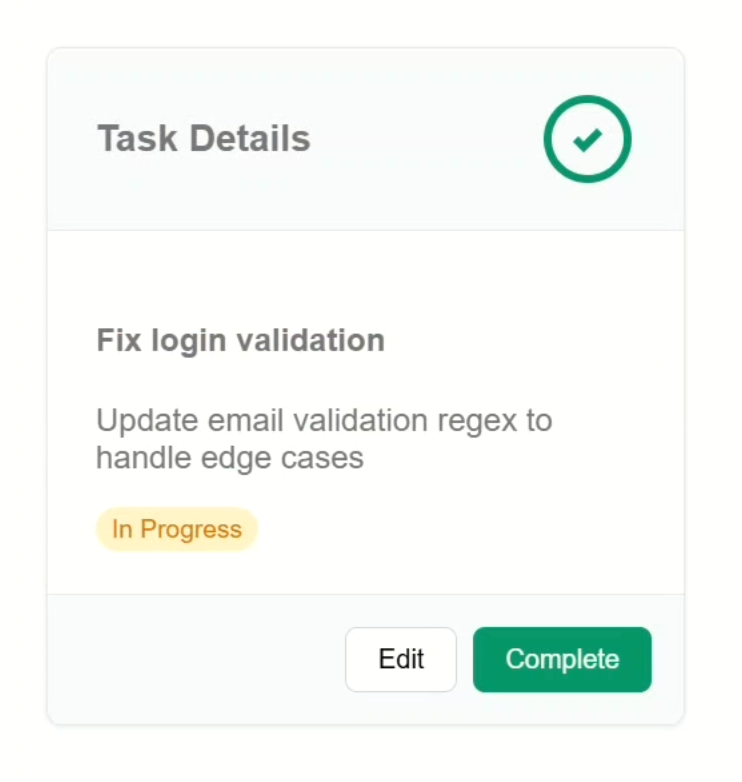 Task Details
Fix login validation
Update email validation regex to
handle edge cases
In Progress
Edit
Complete